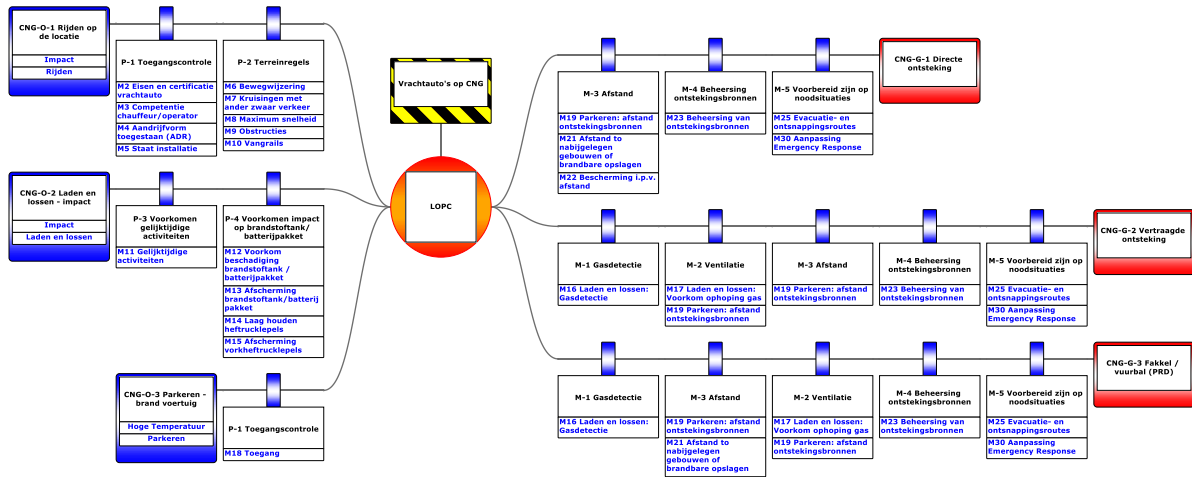 CNG-O-1 Rijden op
de locatie
Impact
Rijden
P-1 Toegangscontrole
M2 Eisen en certificatie
vrachtauto
M3 Competentie
chauffeur/operator
M4 Aandrijfvorm
toegestaan (ADR)
M5 Staat installatie
P-2 Terreinregels
M6 Bewegwijzering
M7 Kruisingen met
ander zwaar verkeer
M8 Maximum snelheid
M9 Obstructies
M10 Vangrails
CNG-O-2 Laden en
lossen - impact
Impact
Laden en lossen
P-3 Voorkomen
gelijktijdige
activiteiten
M11 Gelijktijdige
activiteiten
P-4 Voorkomen impact
op brandstoftank/
batterijpakket
M12 Voorkom
beschadiging
brandstoftank /
batterijpakket
M13 Afscherming
brandstoftank/batterij
pakket
M14 Laag houden
heftrucklepels
M15 Afscherming
vorkheftrucklepels
CNG-O-3 Parkeren -
brand voertuig
Hoge Temperatuur
Parkeren
P-1 Toegangscontrole
M18 Toegang
Vrachtauto's op CNG
LOPC
M-3 Afstand
M19 Parkeren: afstand
ontstekingsbronnen
M21 Afstand to
nabijgelegen
gebouwen of
brandbare opslagen
M22 Bescherming i.p.v.
afstand
M-4 Beheersing
ontstekingsbronnen
M23 Beheersing van
ontstekingsbronnen
M-5 Voorbereid zijn op
noodsituaties
M25 Evacuatie- en
ontsnappingsroutes
M30 Aanpassing
Emergency Response
CNG-G-1 Directe
ontsteking
M-1 Gasdetectie
M16 Laden en lossen:
Gasdetectie
M-2 Ventilatie
M17 Laden en lossen:
Voorkom ophoping gas
M19 Parkeren: afstand
ontstekingsbronnen
M-3 Afstand
M19 Parkeren: afstand
ontstekingsbronnen
M-4 Beheersing
ontstekingsbronnen
M23 Beheersing van
ontstekingsbronnen
M-5 Voorbereid zijn op
noodsituaties
M25 Evacuatie- en
ontsnappingsroutes
M30 Aanpassing
Emergency Response
CNG-G-2 Vertraagde
ontsteking
M-1 Gasdetectie
M16 Laden en lossen:
Gasdetectie
M-3 Afstand
M19 Parkeren: afstand
ontstekingsbronnen
M21 Afstand to
nabijgelegen
gebouwen of
brandbare opslagen
M-2 Ventilatie
M17 Laden en lossen:
Voorkom ophoping gas
M19 Parkeren: afstand
ontstekingsbronnen
M-4 Beheersing
ontstekingsbronnen
M23 Beheersing van
ontstekingsbronnen
M-5 Voorbereid zijn op
noodsituaties
M25 Evacuatie- en
ontsnappingsroutes
M30 Aanpassing
Emergency Response
CNG-G-3 Fakkel /
vuurbal (PRD)